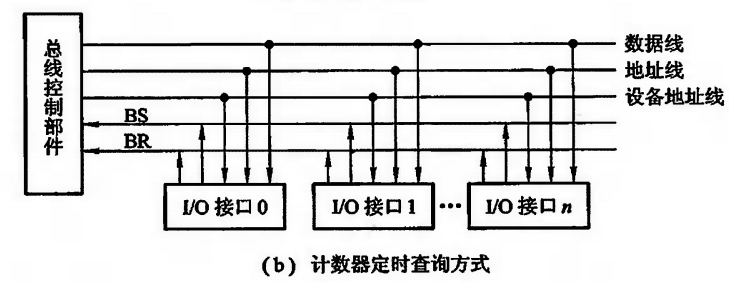 总线控制部件
数据线
地址线
设备地址线
BS
BR
I/O 接口 0
I/O 接口 1
···
I/O 接口 n
(b) 计数器定时查询方式